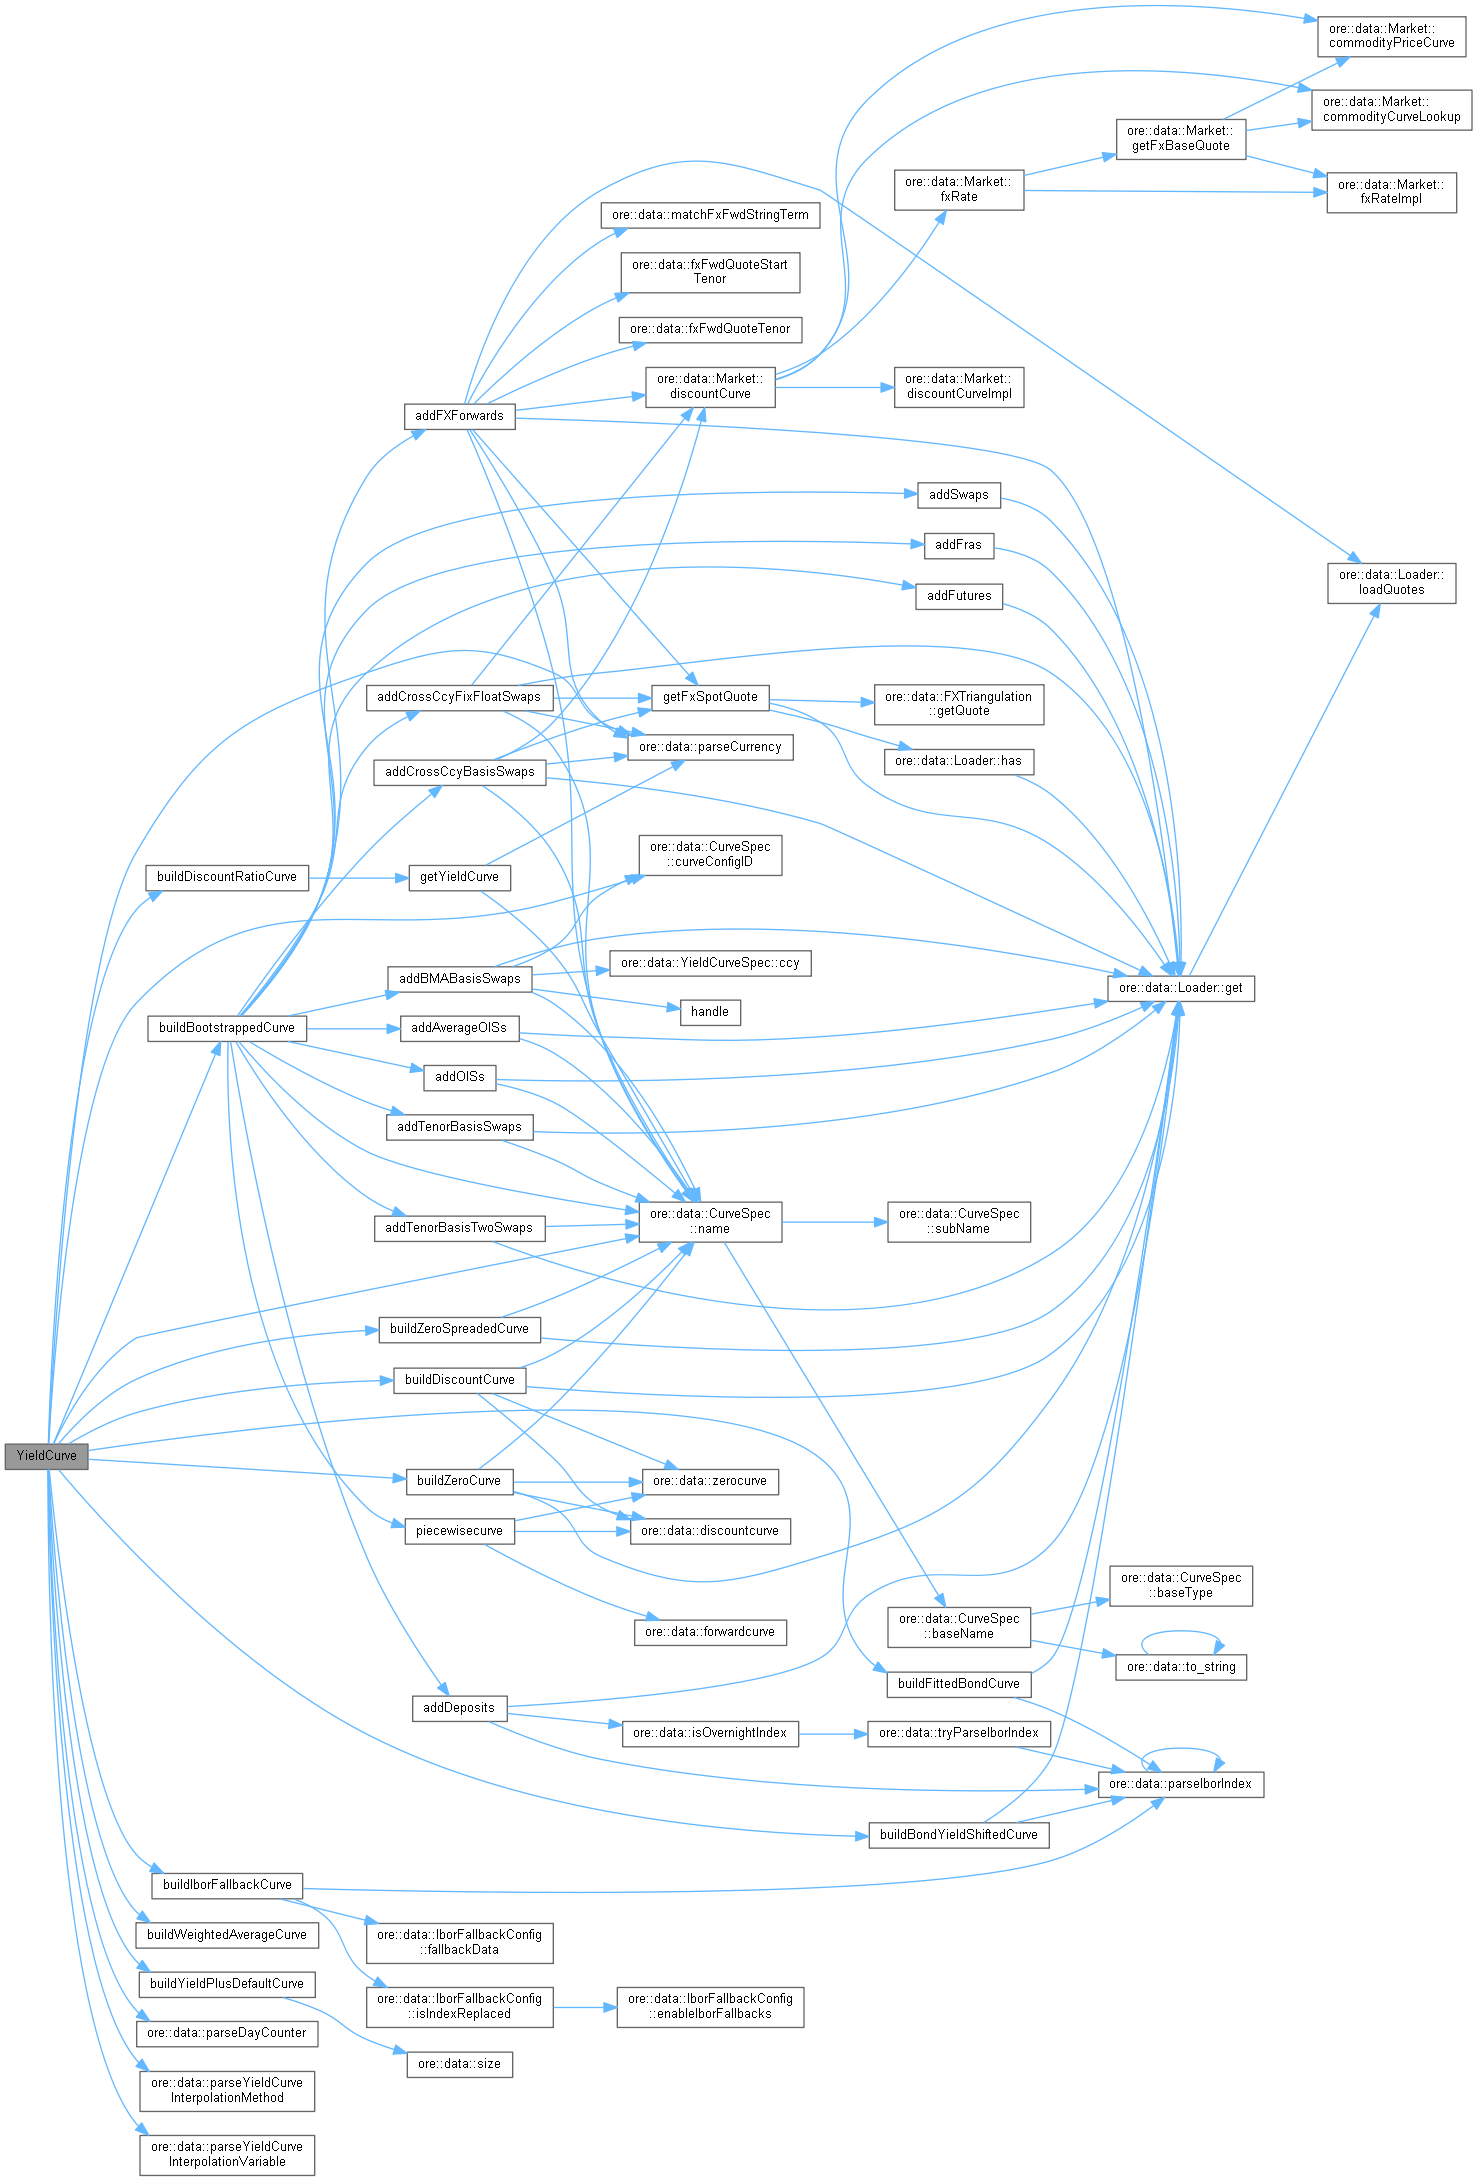 ore::data::Market::
commodityPriceCurve
ore::data::Market::
commodityCurveLookup
ore::data::Market::
getFxBaseQuote
ore::data::Market::
fxRate
ore::data::Market::
fxRateImpl
ore::data::matchFxFwdStringTerm
ore::data::fxFwdQuoteStart
Tenor
ore::data::fxFwdQuoteTenor
ore::data::Market::
discountCurve
ore::data::Market::
discountCurveImpl
addFXForwards
addSwaps
addFras
addFutures
ore::data::Loader::
loadQuotes
addCrossCcyFixFloatSwaps
getFxSpotQuote
ore::data::FXTriangulation
::getQuote
ore::data::parseCurrency
ore::data::Loader::has
addCrossCcyBasisSwaps
ore::data::CurveSpec
::curveConfigID
buildDiscountRatioCurve
getYieldCurve
addBMABasisSwaps
ore::data::YieldCurveSpec::ccy
ore::data::Loader::get
handle
buildBootstrappedCurve
addAverageOISs
addOISs
addTenorBasisSwaps
addTenorBasisTwoSwaps
ore::data::CurveSpec
::name
ore::data::CurveSpec
::subName
buildZeroSpreadedCurve
buildDiscountCurve
YieldCurve
buildZeroCurve
ore::data::zerocurve
piecewisecurve
ore::data::discountcurve
ore::data::forwardcurve
ore::data::CurveSpec
::baseType
ore::data::CurveSpec
::baseName
ore::data::to_string
buildFittedBondCurve
addDeposits
ore::data::isOvernightIndex
ore::data::tryParseIborIndex
ore::data::parseIborIndex
buildBondYieldShiftedCurve
buildIborFallbackCurve
buildWeightedAverageCurve
ore::data::IborFallbackConfig
::fallbackData
buildYieldPlusDefaultCurve
ore::data::IborFallbackConfig
::isIndexReplaced
ore::data::IborFallbackConfig
::enableIborFallbacks
ore::data::parseDayCounter
ore::data::size
ore::data::parseYieldCurve
InterpolationMethod
ore::data::parseYieldCurve
InterpolationVariable